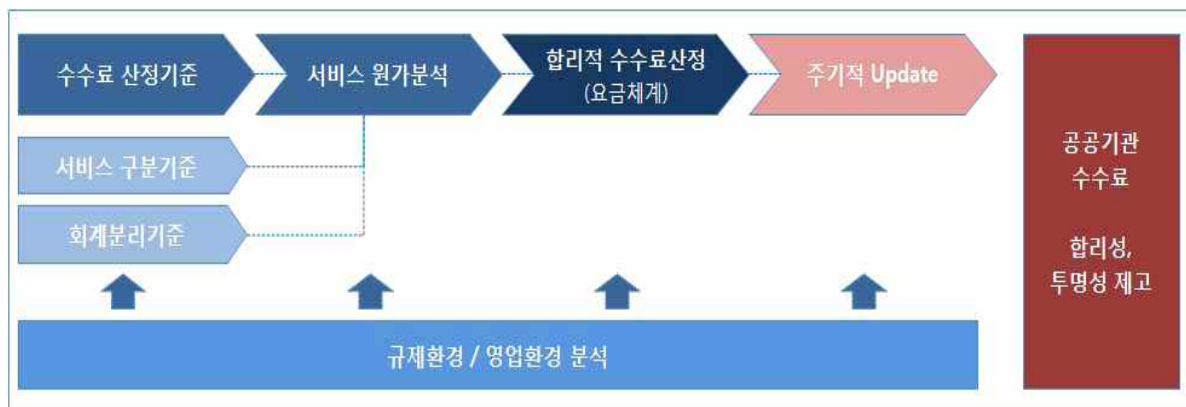 수수료 산정기준
서비스 원가분석
합리적 수수료산정
(요금체계)
주기적 Update
서비스 구분기준
회계분리기준
규제환경 / 영업환경 분석
공공기관
수수료
합리성,
투명성 제고